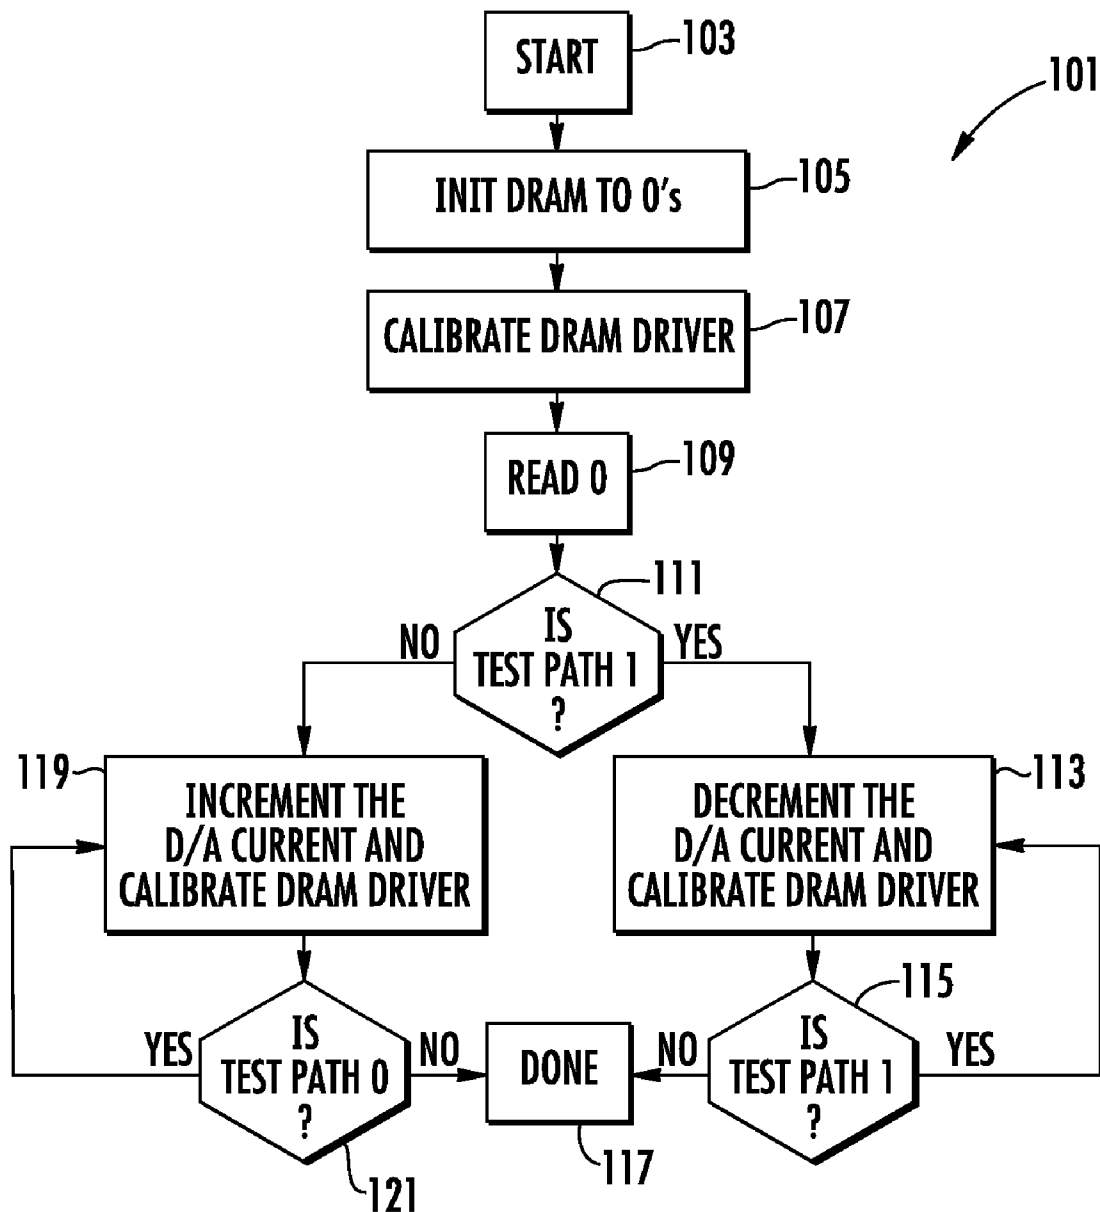 START
103
101
INIT DRAM TO 0's
105
CALIBRATE DRAM DRIVER
107
READ 0
109
111
IS
TEST PATH 1
?
NO
YES
119
INCREMENT THE
D/A CURRENT AND
CALIBRATE DRAM DRIVER
DECREMENT THE
D/A CURRENT AND
CALIBRATE DRAM DRIVER
113
YES
IS
TEST PATH 0
?
NO
121
DONE
117
NO
IS
TEST PATH 1
?
115
YES